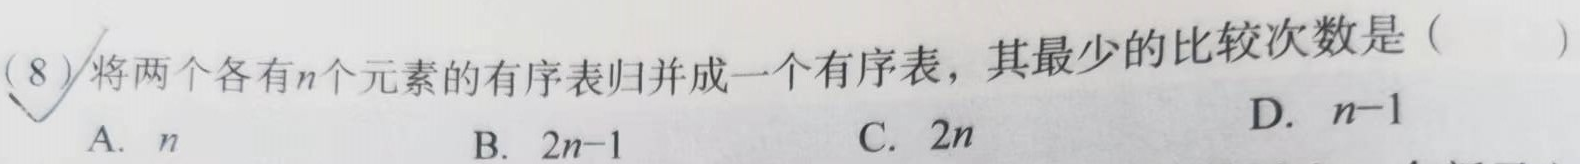 (8) 将两个各有n个元素的有序表归并成一个有序表，其最少的比较次数是（ ）
A. n B. 2n-1 C. 2n D. n-1